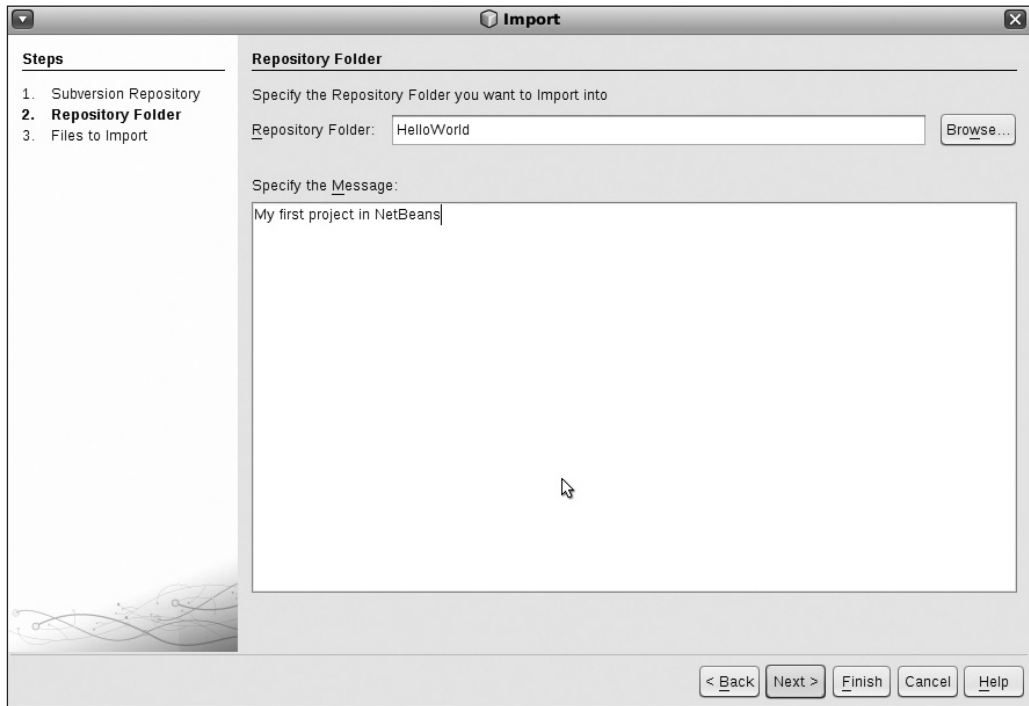 Import
Steps
1. Subversion Repository
2. Repository Folder
3. Files to Import
Repository Folder
Specify the Repository Folder you want to Import into
Repository Folder: HelloWorld Browse...
Specify the Message:
My first project in NetBeans
< Back Next > Finish Cancel Help